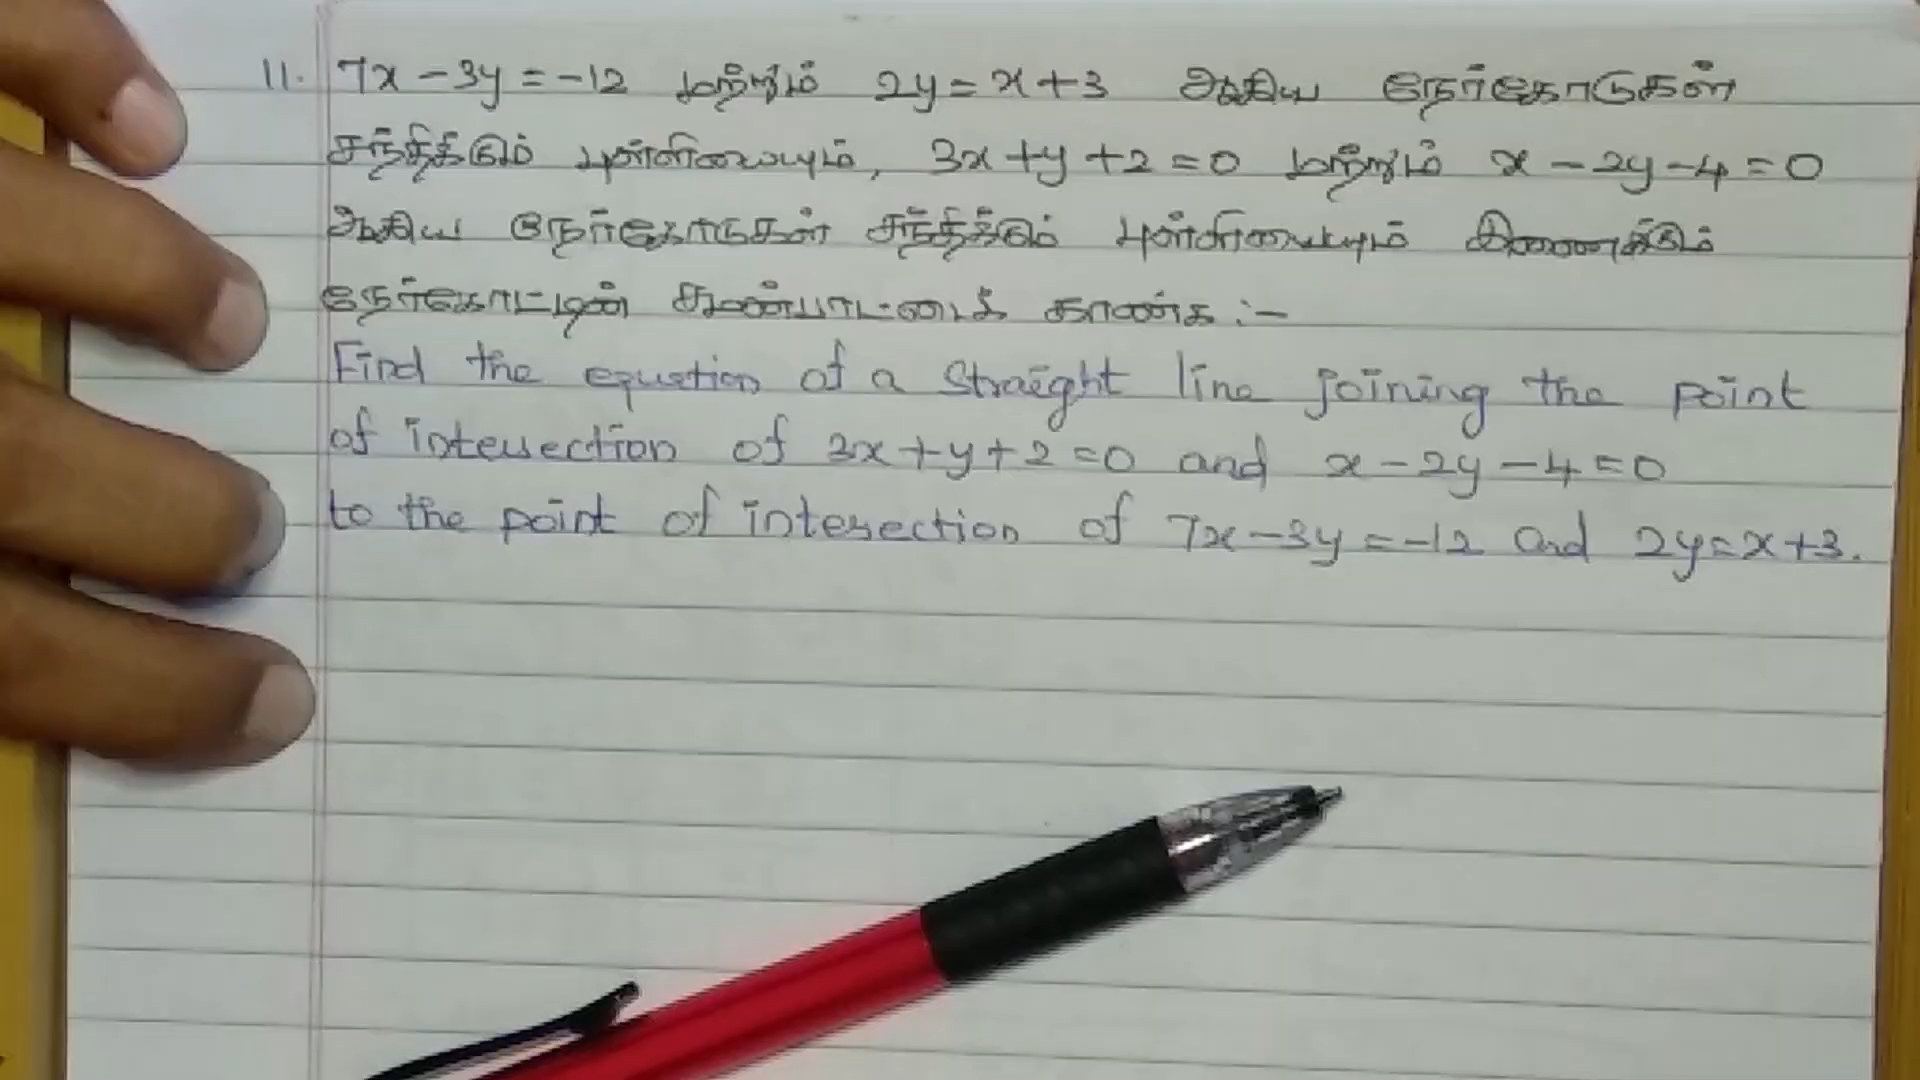 11. 7x - 3y = -12 மற்றும் 2y = x + 3 ஆகிய நேர்கோடுகள்
சந்திக்கும் புள்ளியையும், 3x + y + 2 = 0 மற்றும் x - 2y - 4 = 0
ஆகிய நேர்கோடுகள் சந்திக்கும் புள்ளியையும் இணைக்கும்
நேர்கோட்டின் சமன்பாட்டைக் காண்க :-
Find the equation of a Straight line joining the point
of intersection of 3x + y + 2 = 0 and x - 2y - 4 = 0
to the point of intersection of 7x - 3y = -12 and 2y = x + 3.